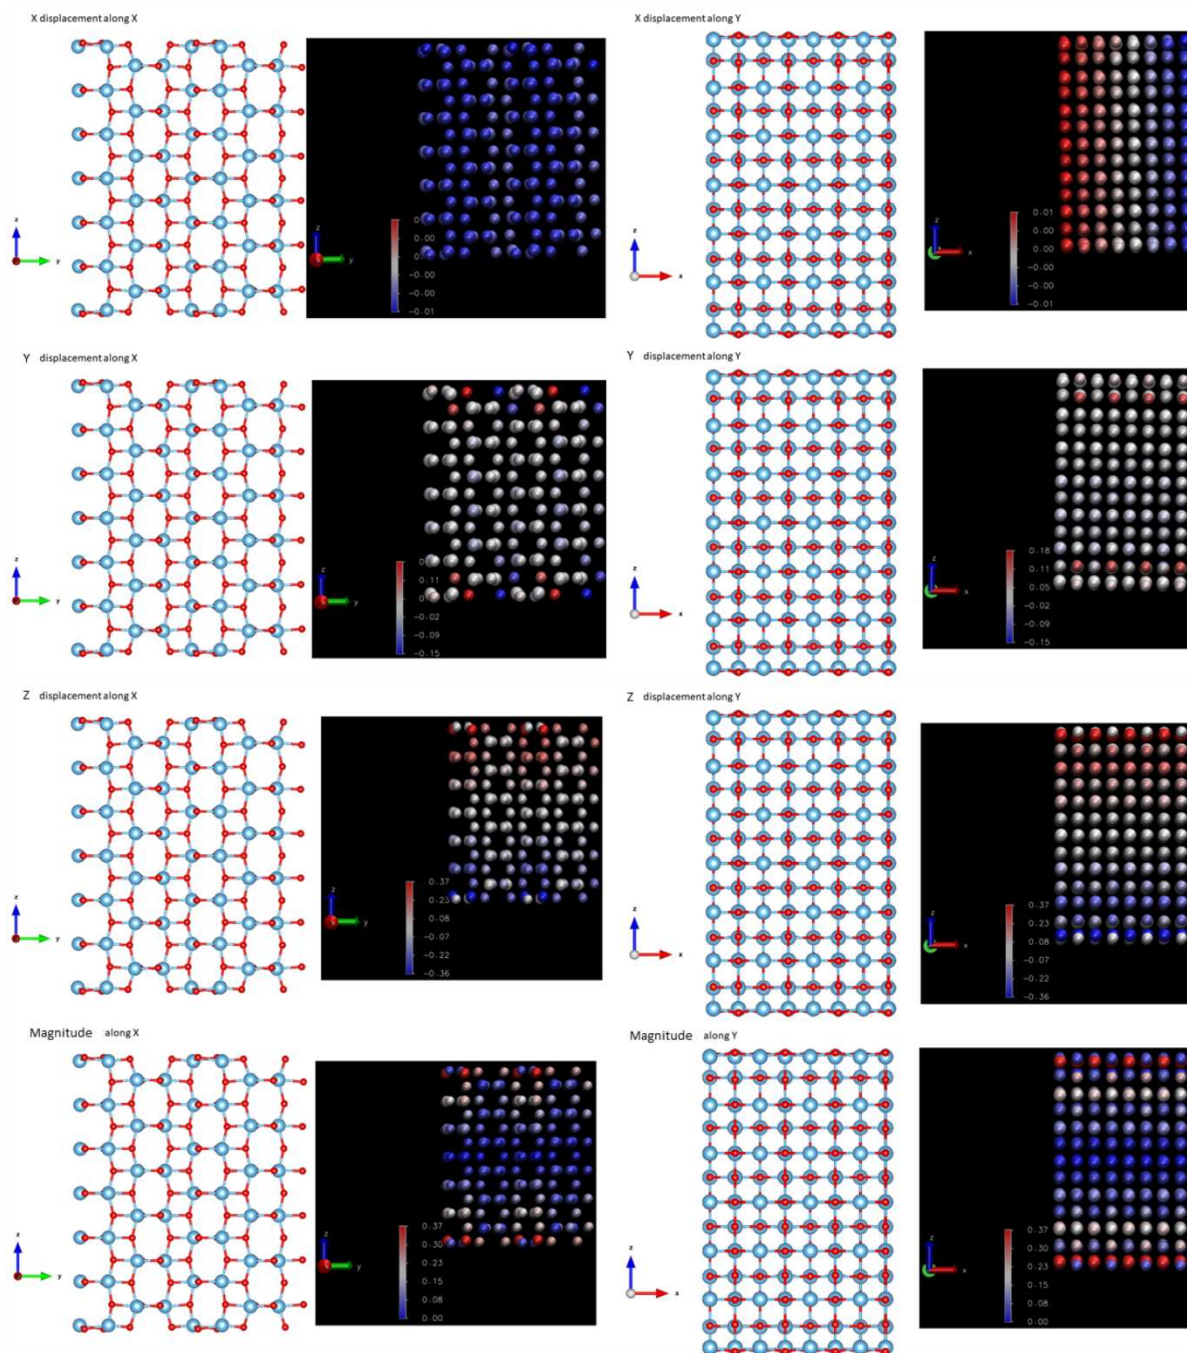 X displacement along X
X displacement along Y
z
y
z
y
0.00
0.00
-0.00
-0.00
-0.01
z
x
z
x
0.01
0.00
0.00
-0.00
-0.00
-0.01
Y displacement along X
Y displacement along Y
z
y
z
y
0.11
-0.02
-0.09
-0.15
z
x
z
x
0.18
0.11
0.05
-0.02
-0.09
-0.15
Z displacement along X
Z displacement along Y
z
y
z
y
0.37
0.23
0.08
-0.07
-0.22
-0.36
z
x
z
x
0.37
0.23
0.08
-0.07
-0.22
-0.36
Magnitude along X
Magnitude along Y
z
y
z
y
0.37
0.30
0.23
0.15
0.08
0.00
z
x
z
x
0.37
0.30
0.23
0.15
0.08
0.00